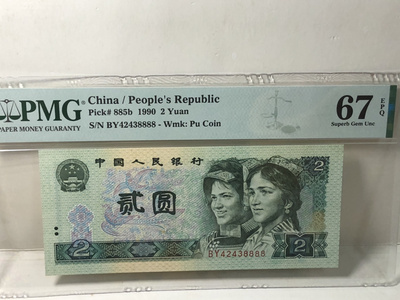 PMG
PAPER MONEY GUARANTY
China / People's Republic
Pick# 885b 1990 2 Yuan
S/N BY42438888 - Wmk: Pu Coin
67 EPQ
Superb Gem Unc
中国人民银行
2
贰圆
BY42438888
2
2